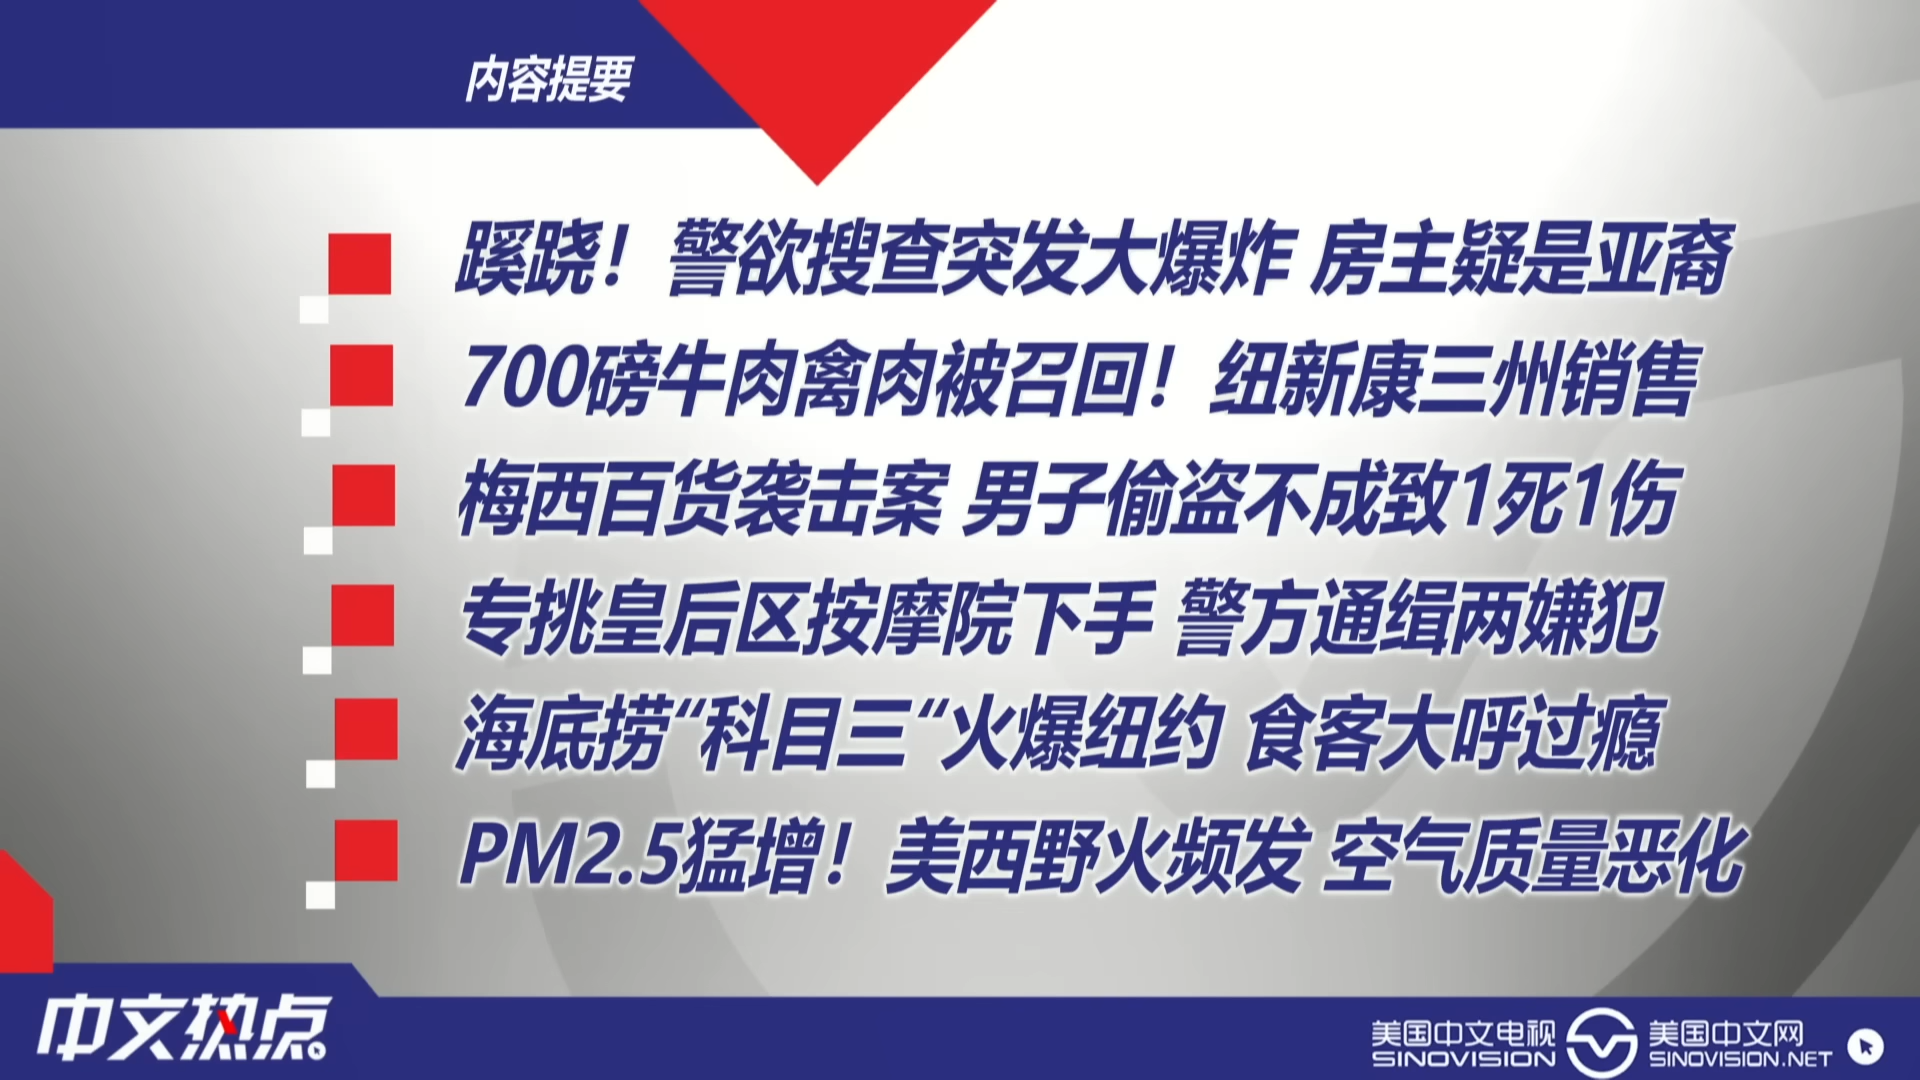 内容提要
蹊跷！警欲搜查突发大爆炸 房主疑是亚裔
700磅牛肉禽肉被召回！纽新康三州销售
梅西百货袭击案 男子偷盗不成致1死1伤
专挑皇后区按摩院下手 警方通缉两嫌犯
海底捞“科目三“火爆纽约 食客大呼过瘾
PM2.5猛增！美西野火频发 空气质量恶化
中文热点
美国中文电视 美国中文网
SINOVISION SINOVISION.NET